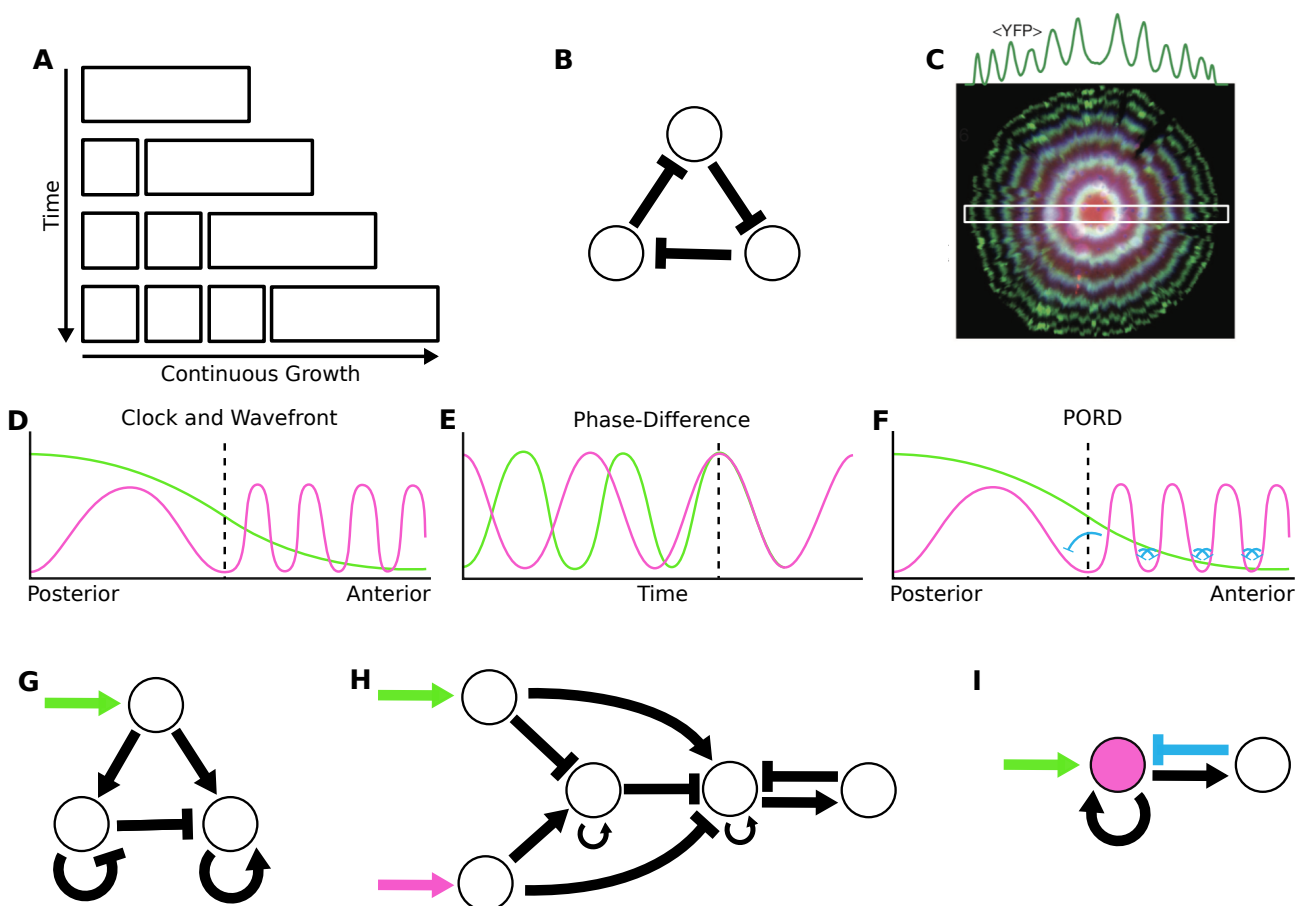 A
B
C
<YFP>
Time
Continuous Growth
D
Clock and Wavefront
E
Phase-Difference
F
PORD
Posterior
Anterior
Time
Posterior
Anterior
G
H
I